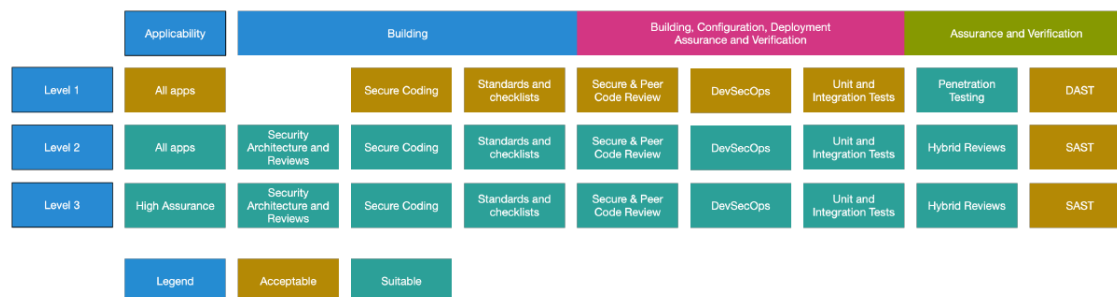 Applicability
Building
Building, Configuration, Deployment
Assurance and Verification
Assurance and Verification
Level 1
All apps
Secure Coding
Standards and
checklists
Secure & Peer
Code Review
DevSecOps
Unit and
Integration Tests
Penetration
Testing
DAST
Level 2
All apps
Security
Architecture and
Reviews
Secure Coding
Standards and
checklists
Secure & Peer
Code Review
DevSecOps
Unit and
Integration Tests
Hybrid Reviews
SAST
Level 3
High Assurance
Security
Architecture and
Reviews
Secure Coding
Standards and
checklists
Secure & Peer
Code Review
DevSecOps
Unit and
Integration Tests
Hybrid Reviews
SAST
Legend
Acceptable
Suitable